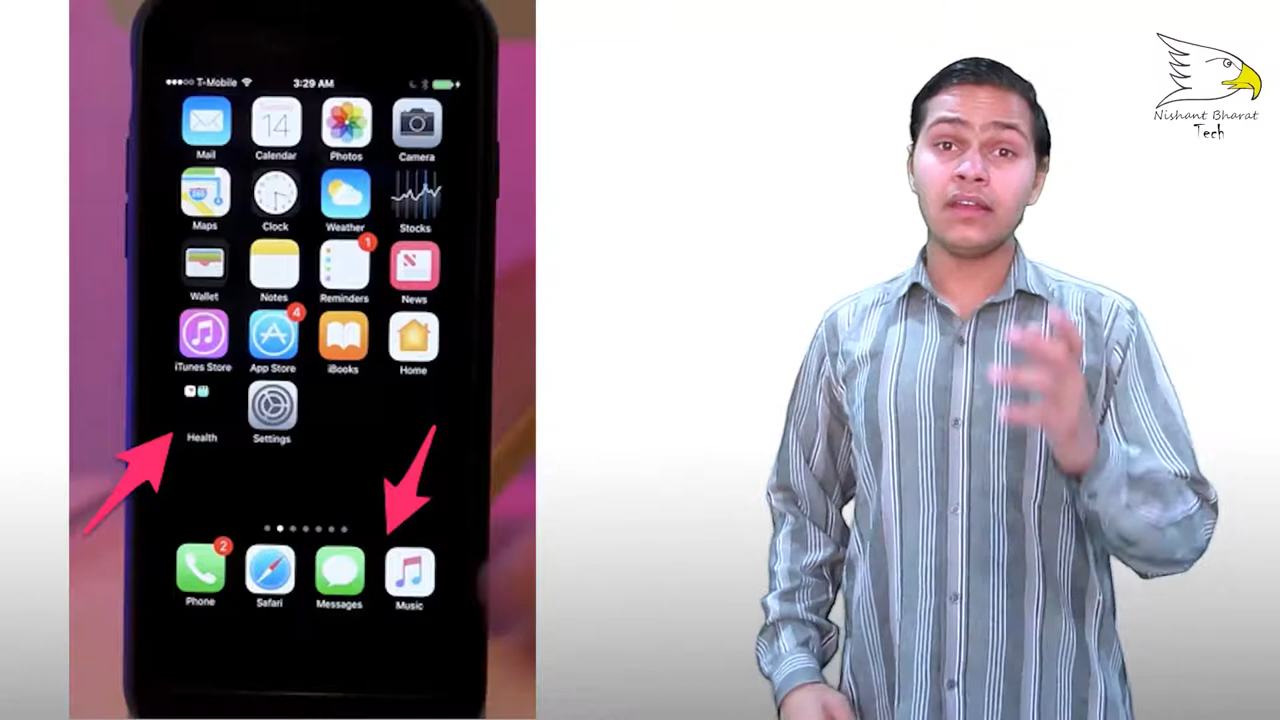 T-Mobile 3:29 AM
14
Mail Calendar Photos Camera
280
Maps Clock Weather Stocks
1
Wallet Notes Reminders News
4
iTunes Store App Store iBooks Home
Health Settings
2
Phone Safari Messages Music
Nishant Bharat
Tech